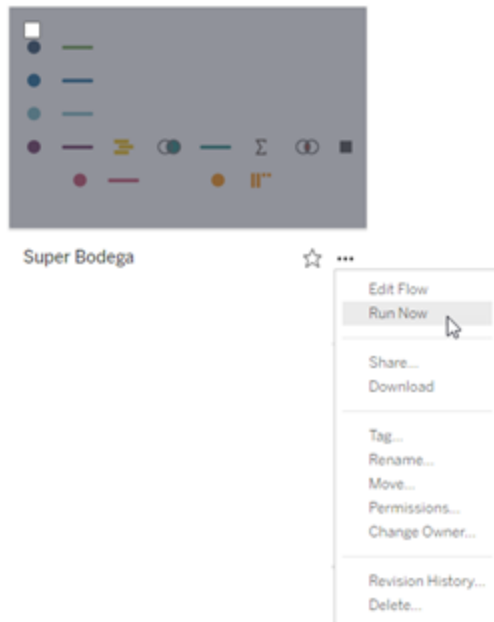 Super Bodega
Edit Flow
Run Now
Share...
Download
Tag...
Rename...
Move...
Permissions...
Change Owner...
Revision History...
Delete...